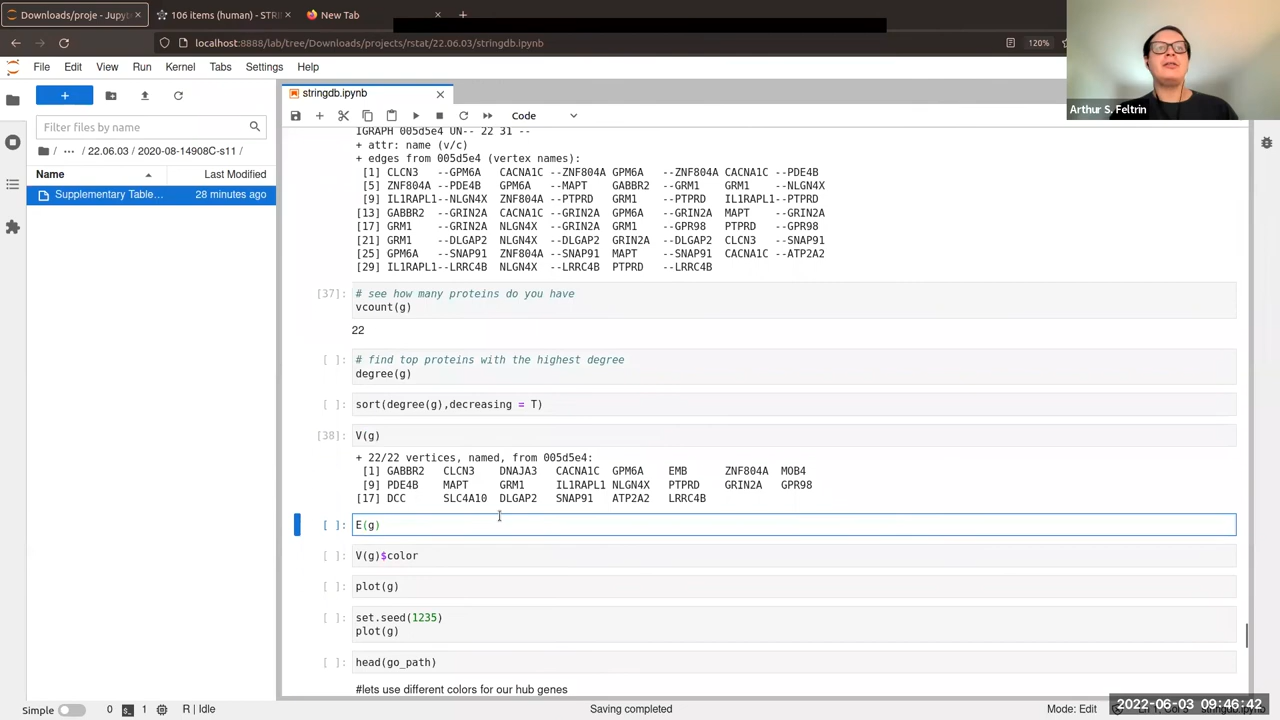 Downloads/proje - Jupyt
106 items (human) - STRI
New Tab
localhost:8888/lab/tree/Downloads/projects/rstat/22.06.03/stringdb.ipynb
120%
Arthur S. Feltrin
File Edit View Run Kernel Tabs Settings Help
stringdb.ipynb
Code
Filter files by name
/ ··· / 22.06.03 / 2020-08-14908C-s11 /
Name Last Modified
Supplementary Table... 28 minutes ago
IGRAPH 005d5e4 UN-- 22 31 --
+ attr: name (v/c)
+ edges from 005d5e4 (vertex names):
[1] CLCN3 --GPM6A CACNA1C --ZNF804A GPM6A --ZNF804A CACNA1C --PDE4B
[5] ZNF804A --PDE4B GPM6A --MAPT GABBR2 --GRM1 GRM1 --NLGN4X
[9] IL1RAPL1--NLGN4X ZNF804A --PTPRD GRM1 --PTPRD IL1RAPL1--PTPRD
[13] GABBR2 --GRIN2A CACNA1C --GRIN2A GPM6A --GRIN2A MAPT --GRIN2A
[17] GRM1 --GRIN2A NLGN4X --GRIN2A GRM1 --GPR98 PTPRD --GPR98
[21] GRM1 --DLGAP2 NLGN4X --DLGAP2 GRIN2A --DLGAP2 CLCN3 --SNAP91
[25] GPM6A --SNAP91 ZNF804A --SNAP91 MAPT --SNAP91 CACNA1C --ATP2A2
[29] IL1RAPL1--LRRC4B NLGN4X --LRRC4B PTPRD --LRRC4B
[37]: # see how many proteins do you have
vcount(g)
22
[ ]: # find top proteins with the highest degree
degree(g)
[ ]: sort(degree(g),decreasing = T)
[38]: V(g)
+ 22/22 vertices, named, from 005d5e4:
[1] GABBR2 CLCN3 DNAJA3 CACNA1C GPM6A EMB ZNF804A MOB4
[9] PDE4B MAPT GRM1 IL1RAPL1 NLGN4X PTPRD GRIN2A GPR98
[17] DCC SLC4A10 DLGAP2 SNAP91 ATP2A2 LRRC4B
[ ]: E(g)
[ ]: V(g)$color
[ ]: plot(g)
[ ]: set.seed(1235)
plot(g)
[ ]: head(go_path)
#lets use different colors for our hub genes
Simple 0 1 R | Idle Saving completed Mode: Edit
2022-06-03 09:46:42